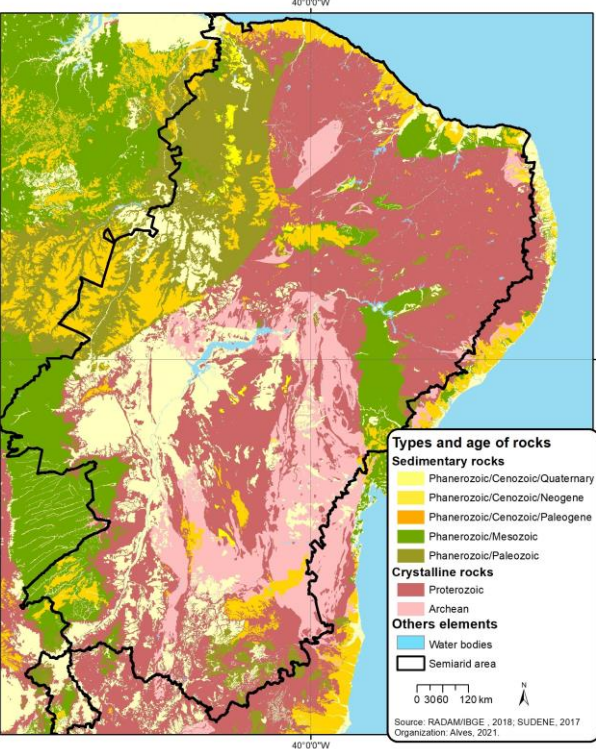 40°0'0"W
Types and age of rocks
Sedimentary rocks
Phanerozoic/Cenozoic/Quaternary
Phanerozoic/Cenozoic/Neogene
Phanerozoic/Cenozoic/Paleogene
Phanerozoic/Mesozoic
Phanerozoic/Paleozoic
Crystalline rocks
Proterozoic
Archean
Others elements
Water bodies
Semiarid area
0 30 60 120 km
N
Source: RADAM/IBGE , 2018; SUDENE, 2017
Organization: Alves, 2021.
40°0'0"W